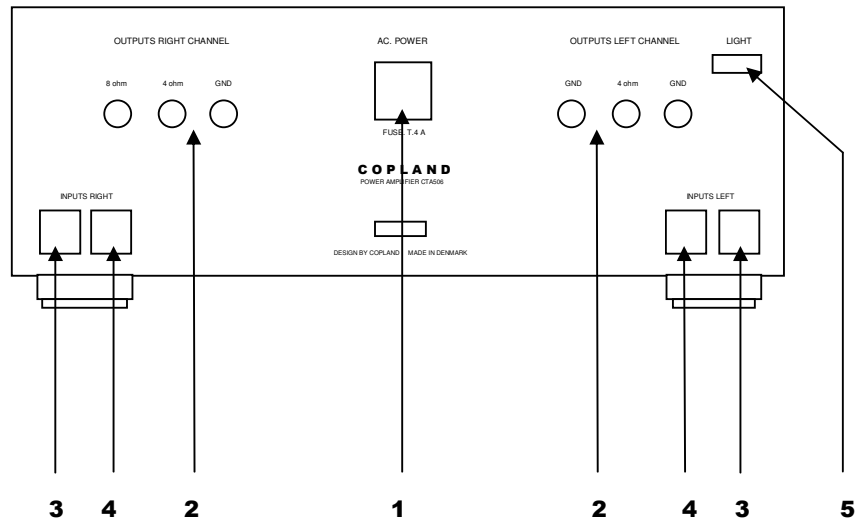 OUTPUTS RIGHT CHANNEL AC. POWER OUTPUTS LEFT CHANNEL LIGHT
8 ohm 4 ohm GND GND 4 ohm GND
FUSE. T.4 A
COPLAND
POWER AMPLIFIER CTA506
INPUTS RIGHT INPUTS LEFT
DESIGN BY COPLAND MADE IN DENMARK
3 4 2 1 2 4 3 5